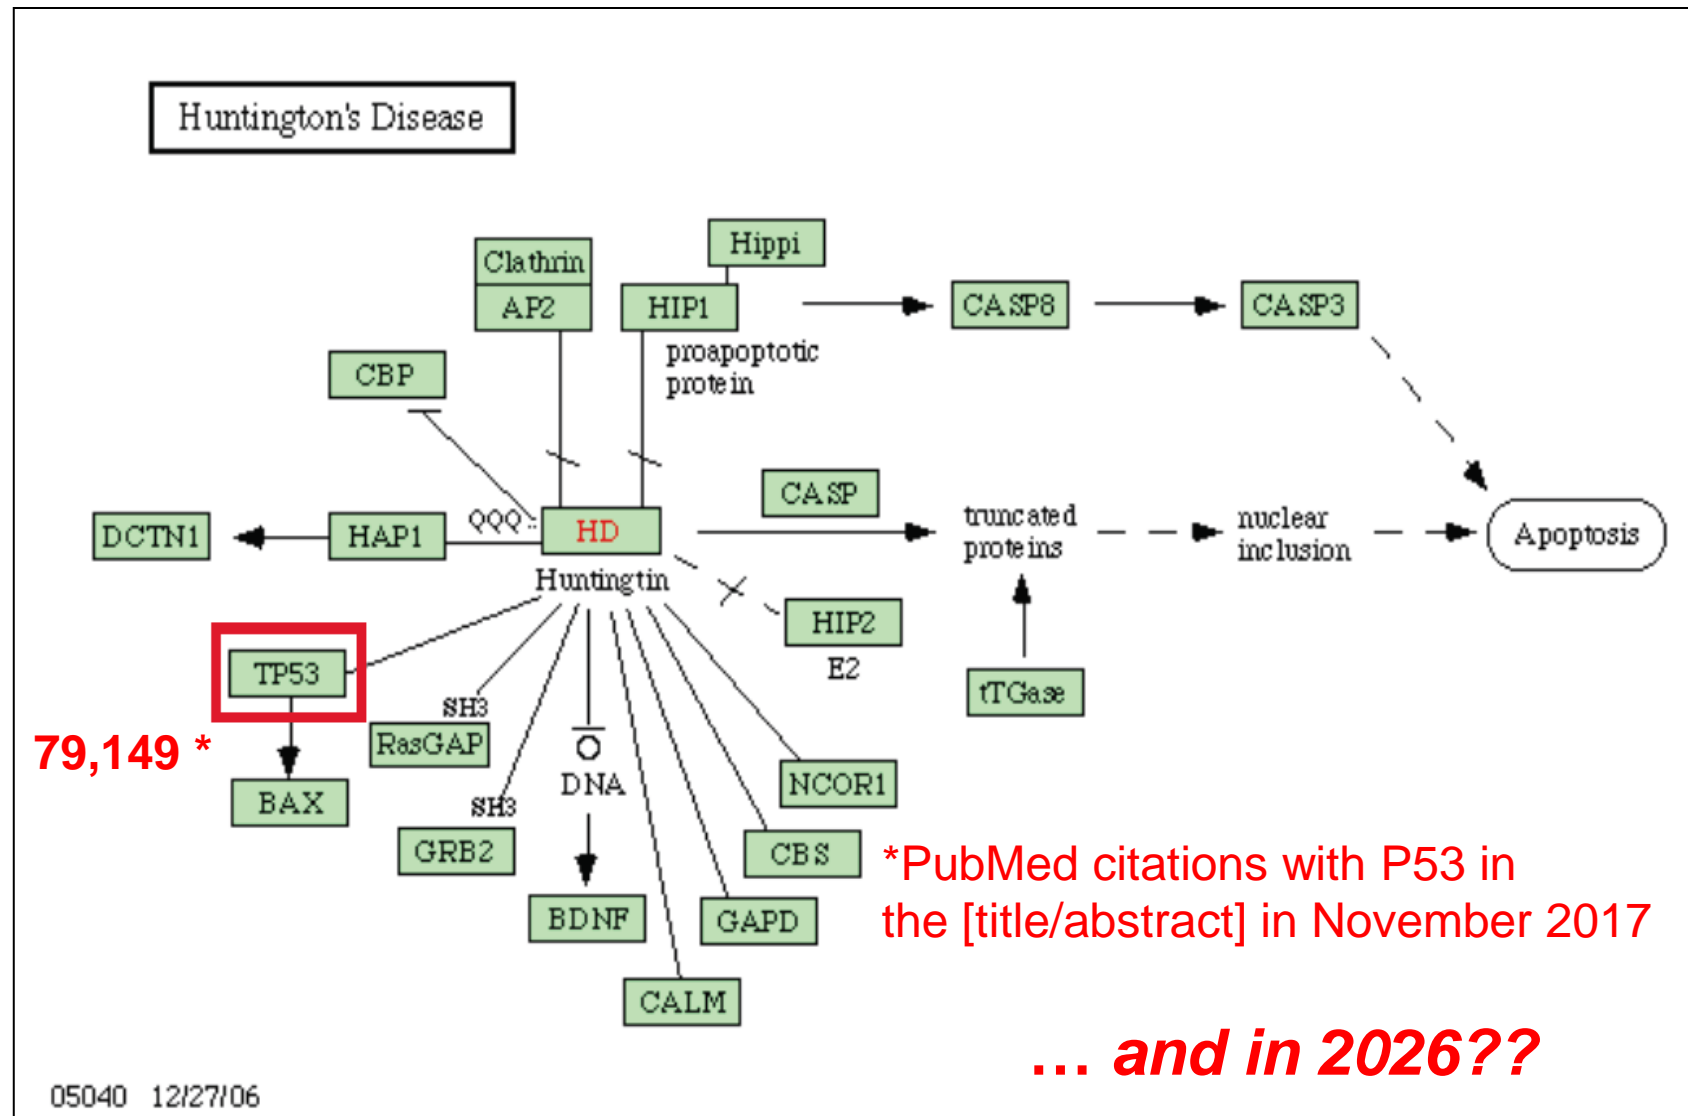 Huntington's Disease
Hippi
Clathrin
AP2
HIP1
CASP8
CASP3
proapoptotic
protein
CBP
CASP
DCTN1
HAP1
QQQ
HD
truncated
proteins
nuclear
inclusion
Apoptosis
Huntingtin
HIP2
E2
TP53
tTGase
SH3
RasGAP
79,149 *
DNA
NCOR1
BAX
SH3
GRB2
CBS
*PubMed citations with P53 in
the [title/abstract] in November 2017
BDNF
GAPD
CALM
... and in 2026??
05040 12/27/06